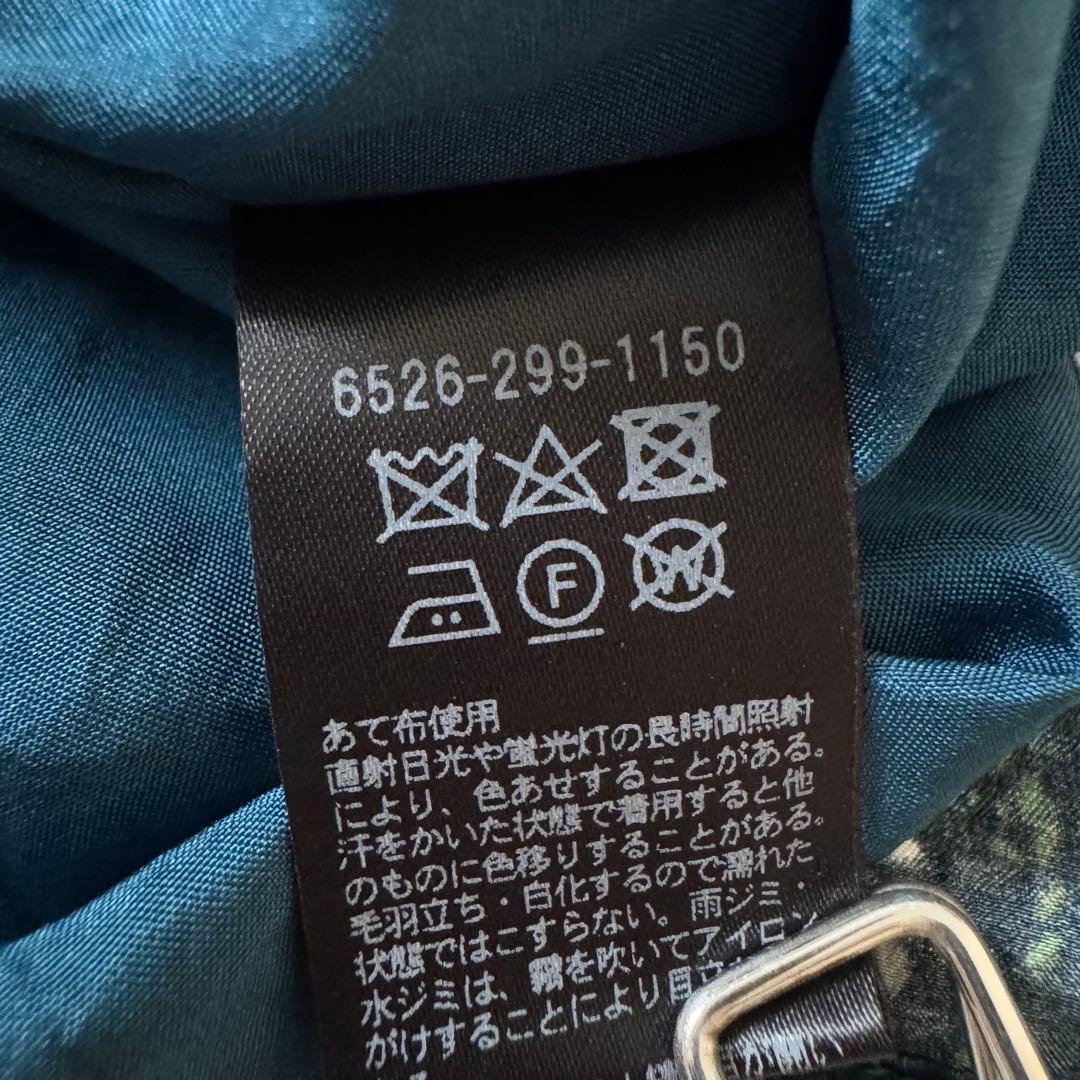 6526-299-1150
F
W
あて布使用
直射日光や蛍光灯の長時間照射
により、色あせすることがある。
汗をかいた状態で着用すると他
のものに色移りすることがある。
毛羽立ち・白化するので濡れた
状態ではこすらない。雨ジミ・
水ジミは、霧を吹いてアイロン
がけすることにより目立